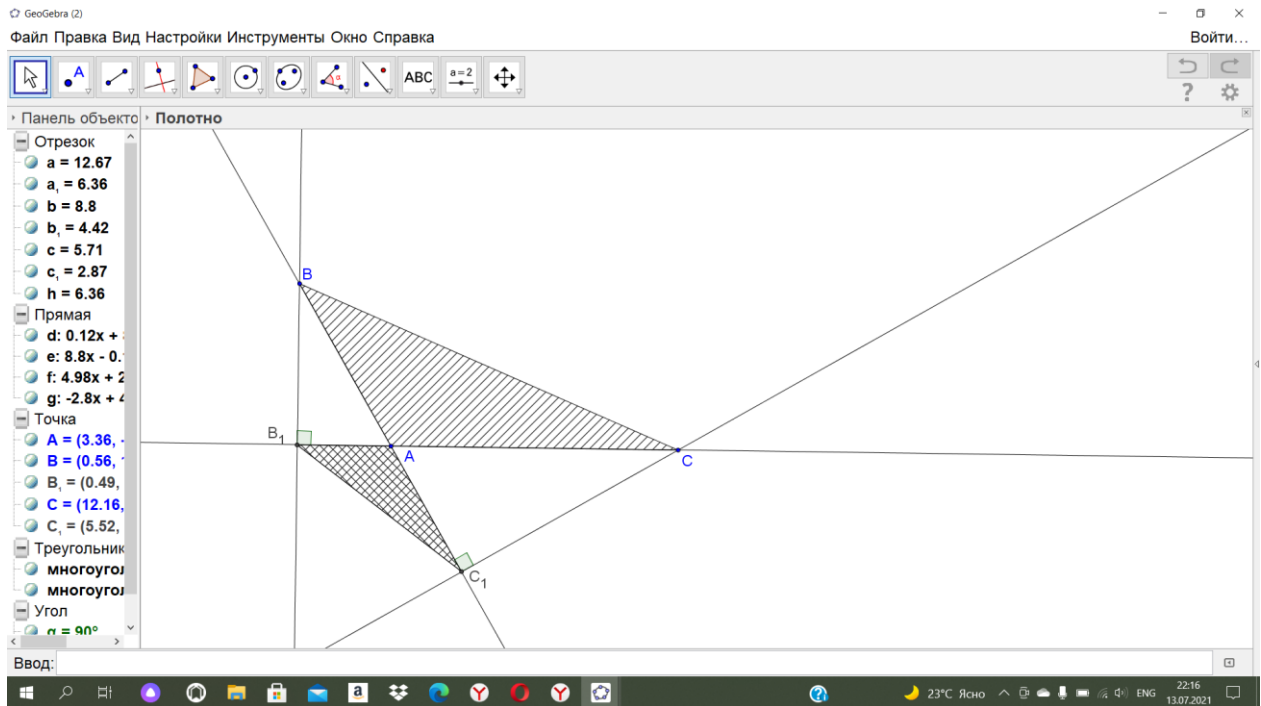 GeoGebra (2)
Файл Правка Вид Настройки Инструменты Окно Справка
Войти…
A
α
ABC
a=2
?
Панель объекто
Полотно
Отрезок
a = 12.67
a₁ = 6.36
b = 8.8
b₁ = 4.42
c = 5.71
c₁ = 2.87
h = 6.36
Прямая
d: 0.12x +
e: 8.8x - 0.
f: 4.98x + 2
g: -2.8x + 4
Точка
A = (3.36, -
B = (0.56,
B₁ = (0.49,
C = (12.16,
C₁ = (5.52,
Треугольник
многоугол
многоугол
Угол
α = 90°
B
B₁
A
C
C₁
Ввод:
a
23°C Ясно
ENG
22:16
13.07.2021